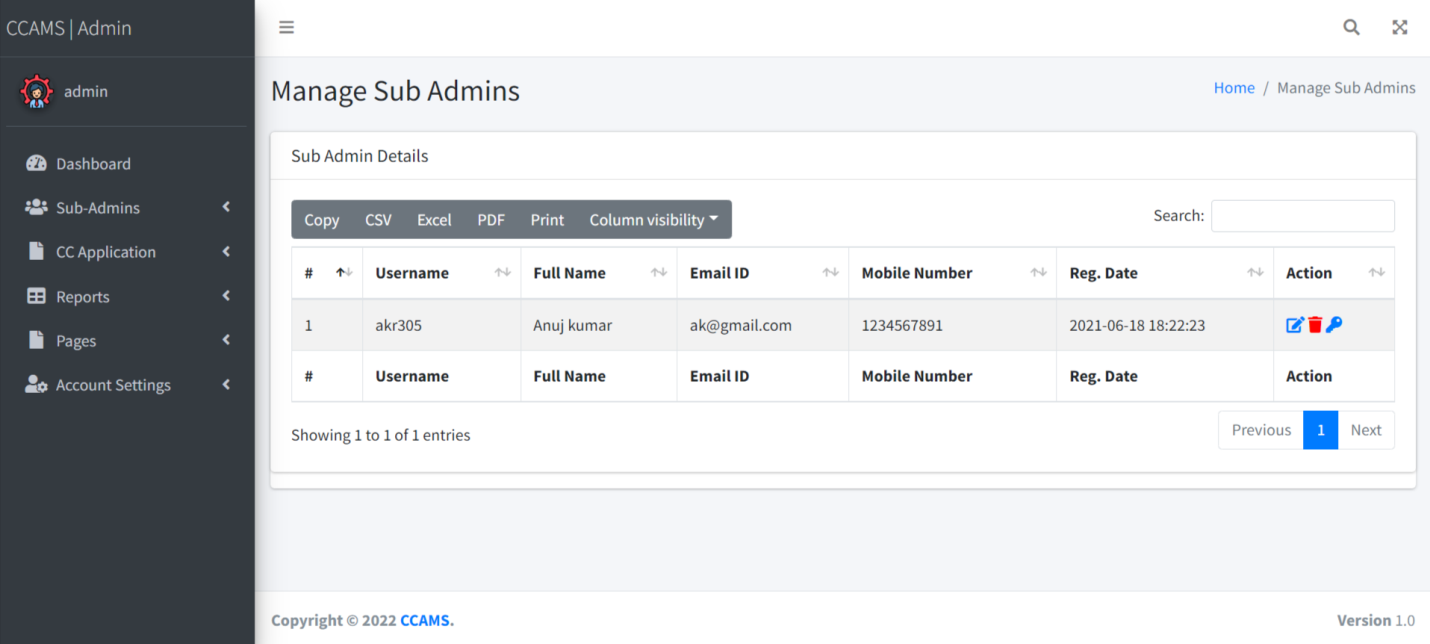 CCAMS | Admin
admin
Dashboard
Sub-Admins
CC Application
Reports
Pages
Account Settings
Manage Sub Admins
Home / Manage Sub Admins
Sub Admin Details
Copy CSV Excel PDF Print Column visibility
Search:
# Username Full Name Email ID Mobile Number Reg. Date Action
1 akr305 Anuj kumar ak@gmail.com 1234567891 2021-06-18 18:22:23
# Username Full Name Email ID Mobile Number Reg. Date Action
Showing 1 to 1 of 1 entries
Previous 1 Next
Copyright © 2022 CCAMS.
Version 1.0